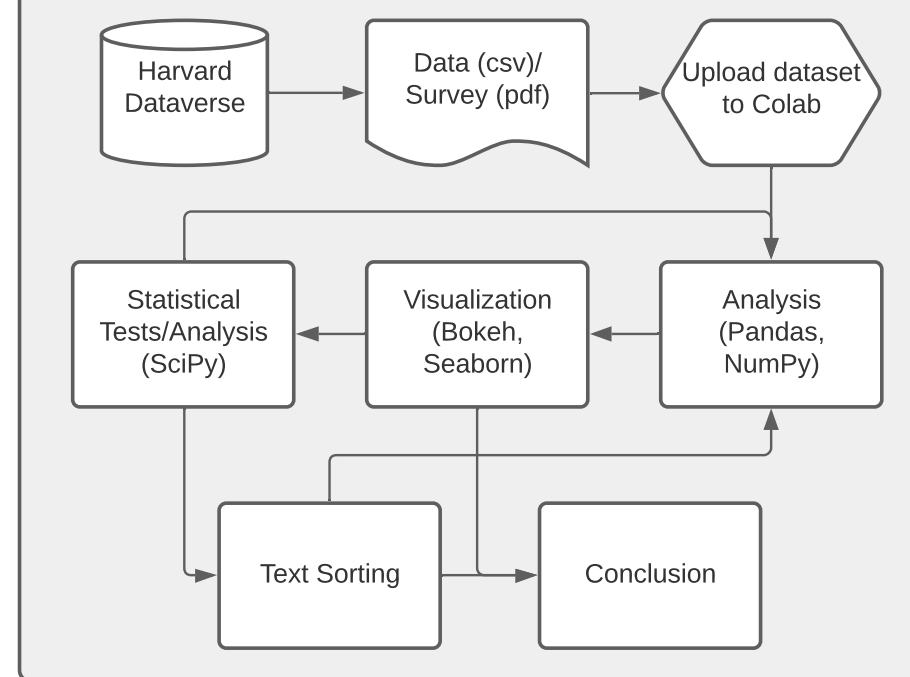 Harvard
Dataverse
Data (csv)/
Survey (pdf)
Upload dataset
to Colab
Statistical
Tests/Analysis
(SciPy)
Visualization
(Bokeh,
Seaborn)
Analysis
(Pandas,
NumPy)
Text Sorting
Conclusion